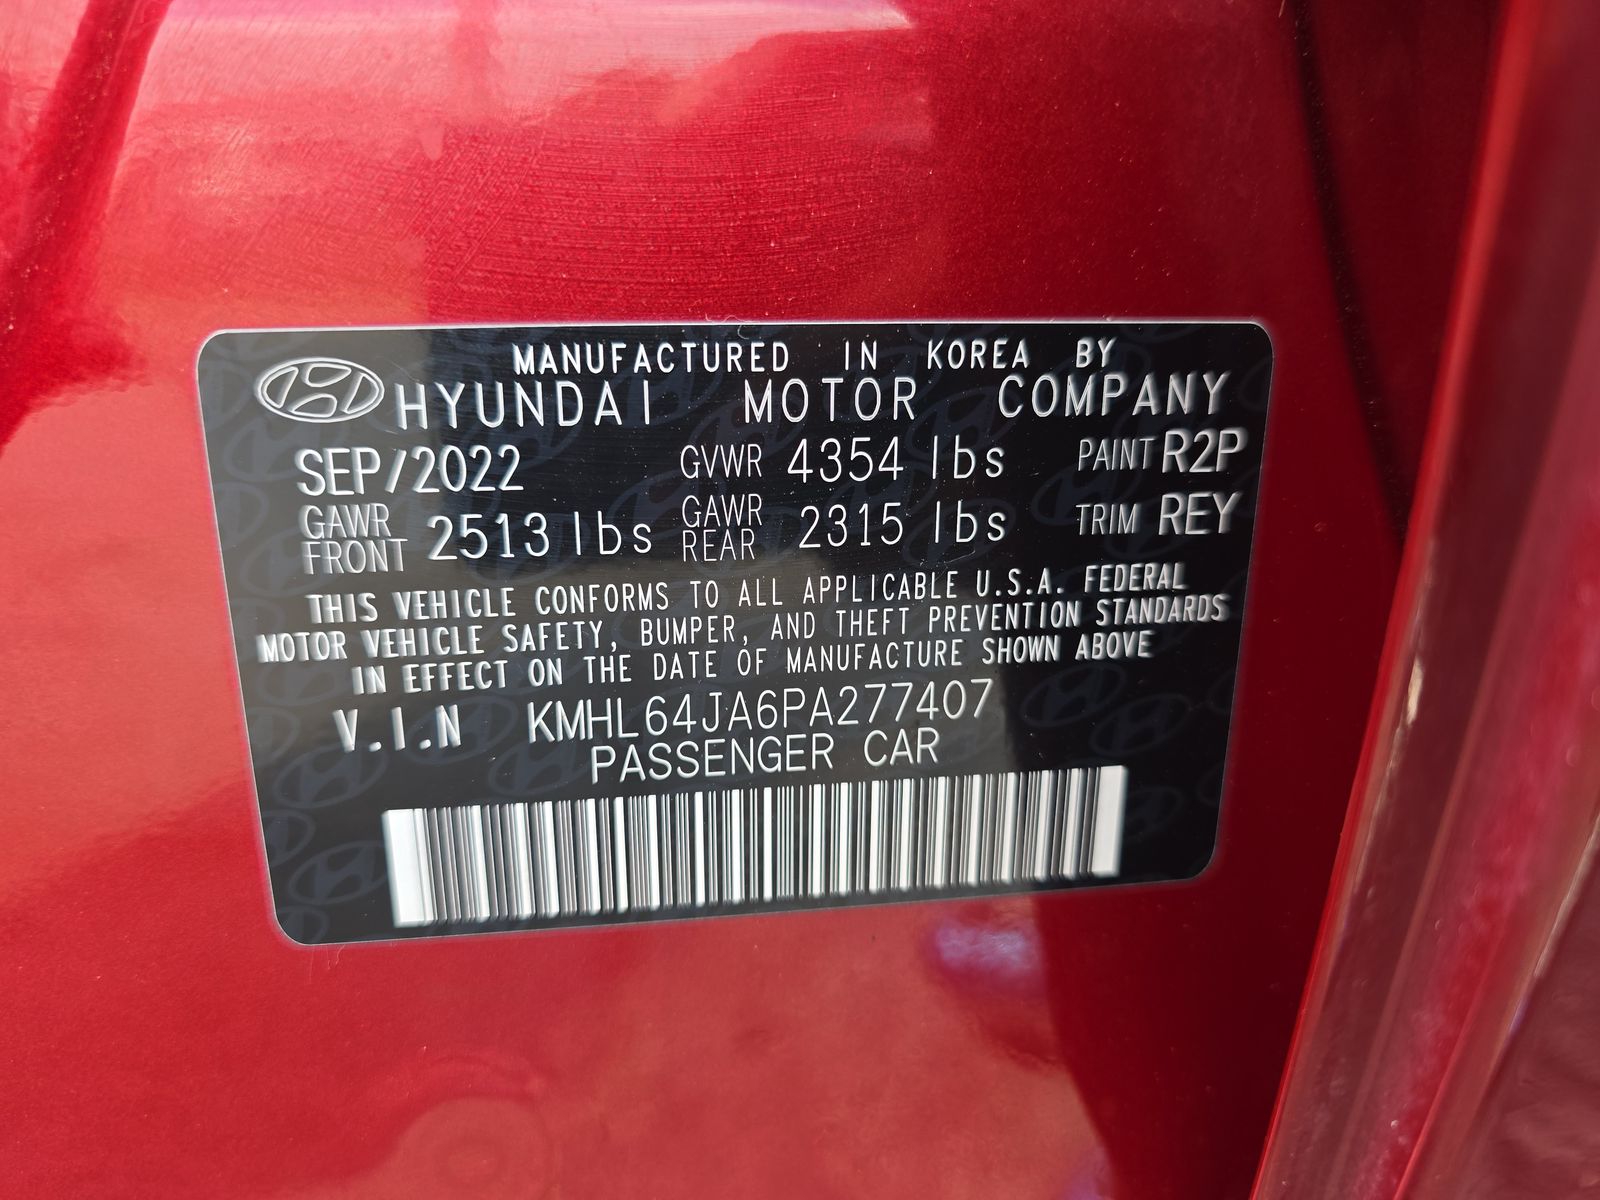 MANUFACTURED IN KOREA BY
HYUNDAI MOTOR COMPANY
SEP/2022 GVWR 4354 lbs PAINT R2P
GAWR FRONT 2513 lbs GAWR REAR 2315 lbs TRIM REY
THIS VEHICLE CONFORMS TO ALL APPLICABLE U.S.A. FEDERAL
MOTOR VEHICLE SAFETY, BUMPER, AND THEFT PREVENTION STANDARDS
IN EFFECT ON THE DATE OF MANUFACTURE SHOWN ABOVE
V.I.N KMHL64JA6PA277407
PASSENGER CAR